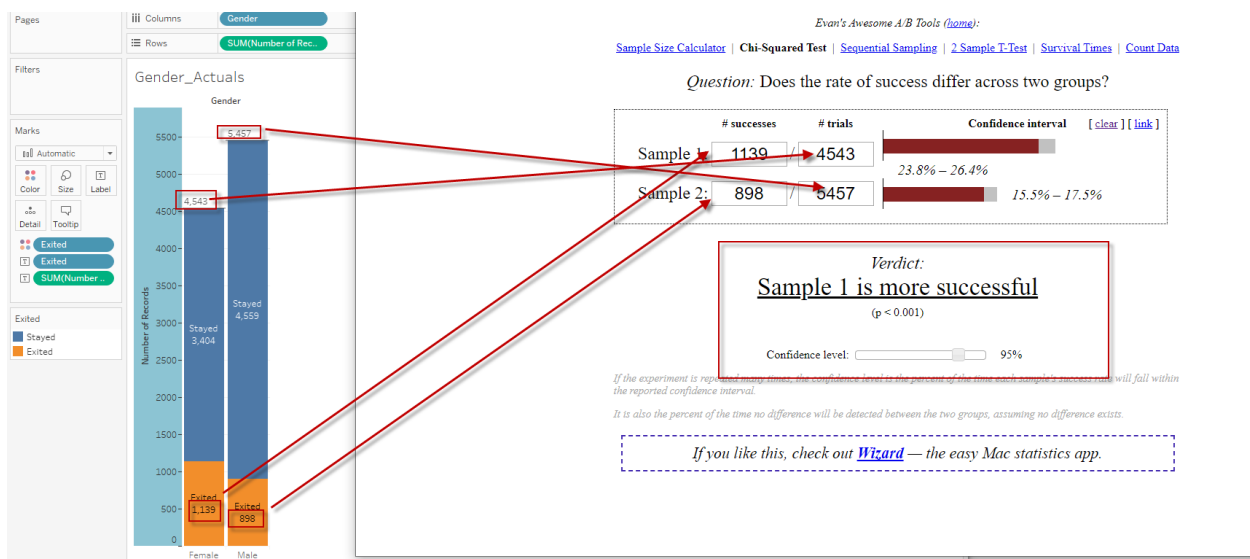 Pages
Columns
Gender
Rows
SUM(Number of Rec..
Filters
Marks
Automatic
Color
Size
Label
Detail
Tooltip
Exited
Exited
SUM(Number ..
Exited
Stayed
Exited
Gender_Actuals
Gender
5500
5000
4500
4000
3500
3000
2500
2000
1500
1000
500
0
Number of Records
4,543
5,457
Stayed
3,404
Stayed
4,559
Exited
1,139
Exited
898
Female
Male
Evan's Awesome A/B Tools (home):
Sample Size Calculator | Chi-Squared Test | Sequential Sampling | 2 Sample T-Test | Survival Times | Count Data
Question: Does the rate of success differ across two groups?
# successes # trials Confidence interval [ clear ] [ link ]
Sample 1: 1139 / 4543
23.8% – 26.4%
Sample 2: 898 / 5457 15.5% – 17.5%
Verdict:
Sample 1 is more successful
(p < 0.001)
Confidence level: 95%
If the experiment is repeated many times, the confidence level is the percent of the time each sample's success rate will fall within
the reported confidence interval.
It is also the percent of the time no difference will be detected between the two groups, assuming no difference exists.
If you like this, check out Wizard — the easy Mac statistics app.